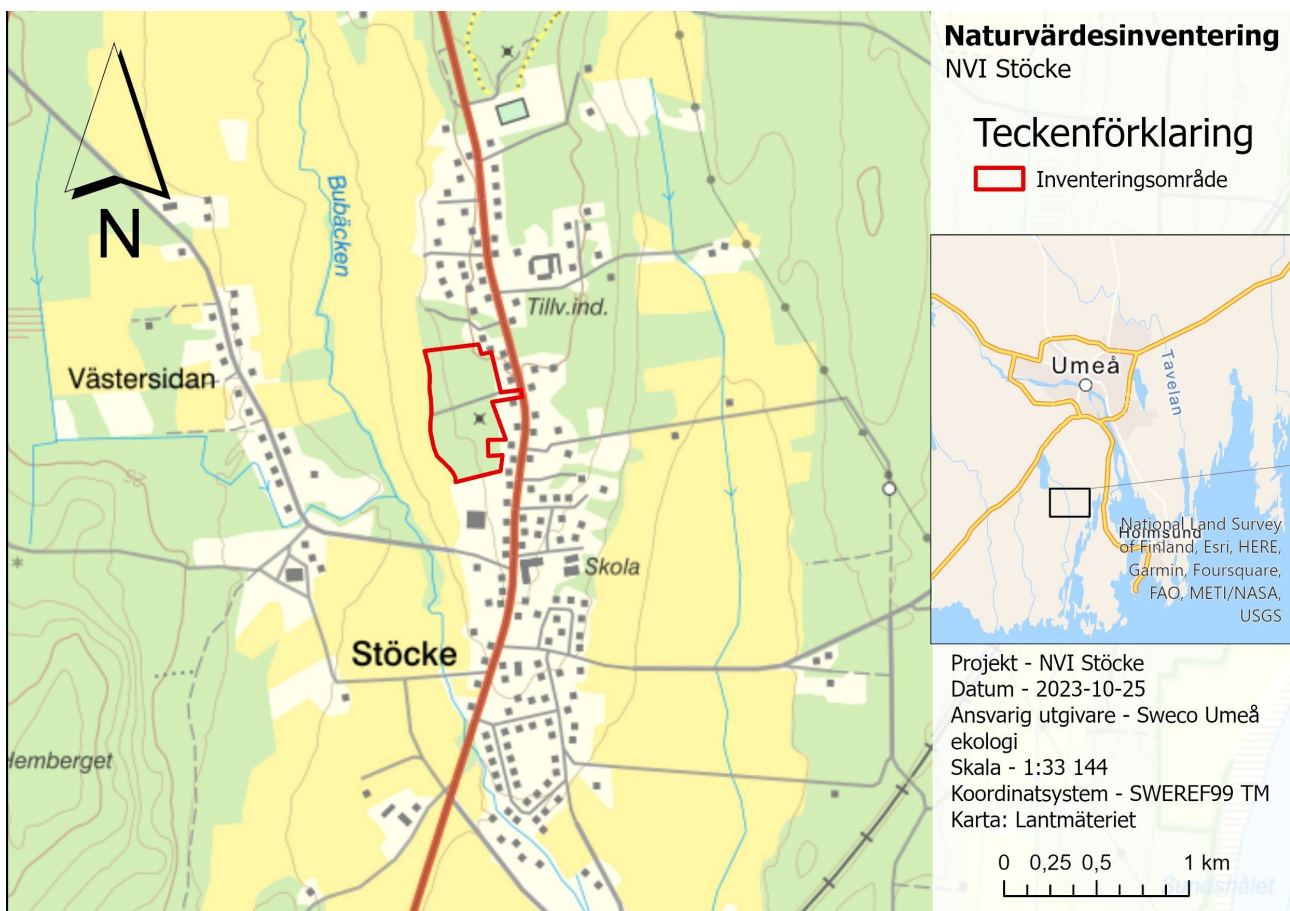 N
Bubäcken
Tillv.ind.
Västersidan
Skola
Stöcke
Naturvärdesinventering
NVI Stöcke
Teckenförklaring
Inventeringsområde
Umeå
Tavelån
Holmsund
National Land Survey
of Finland, Esri, HERE,
Garmin, Foursquare,
FAO, METI/NASA,
USGS
Projekt - NVI Stöcke
Datum - 2023-10-25
Ansvarig utgivare - Sweco Umeå
ekologi
Skala - 1:33 144
Koordinatsystem - SWEREF99 TM
Karta: Lantmäteriet
0 0,25 0,5 1 km
Sundshålet